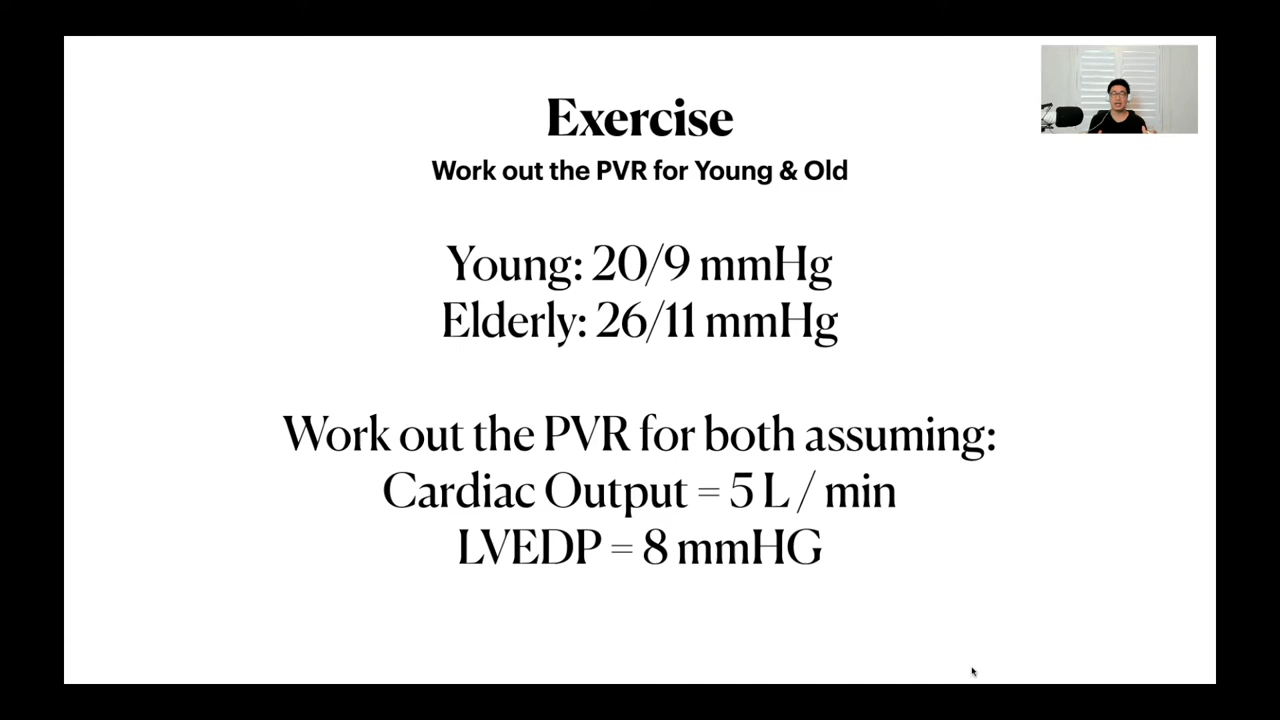 Exercise
Work out the PVR for Young & Old
Young: 20/9 mmHg
Elderly: 26/11 mmHg
Work out the PVR for both assuming:
Cardiac Output = 5 L / min
LVEDP = 8 mmHG